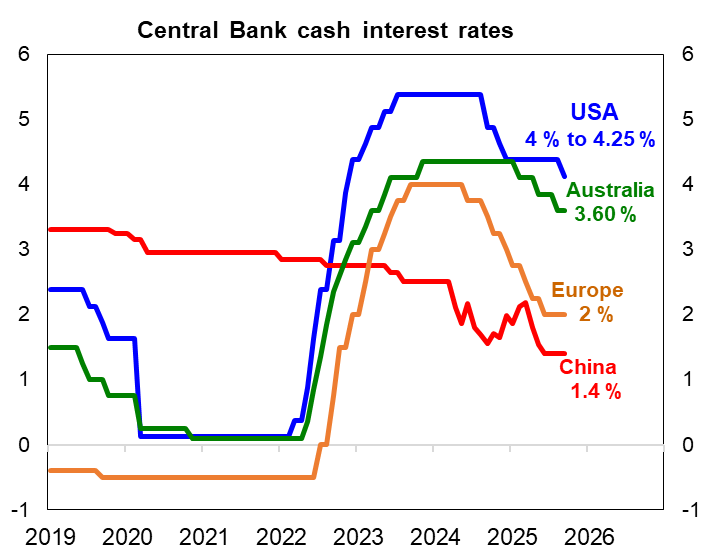 Central Bank cash interest rates
6 6
5 5
USA
4 % to 4.25 %
4 4
Australia
3.60 %
3 3
Europe
2 %
2 2
China
1.4 %
1 1
0 0
-1 -1
2019 2020 2021 2022 2023 2024 2025 2026